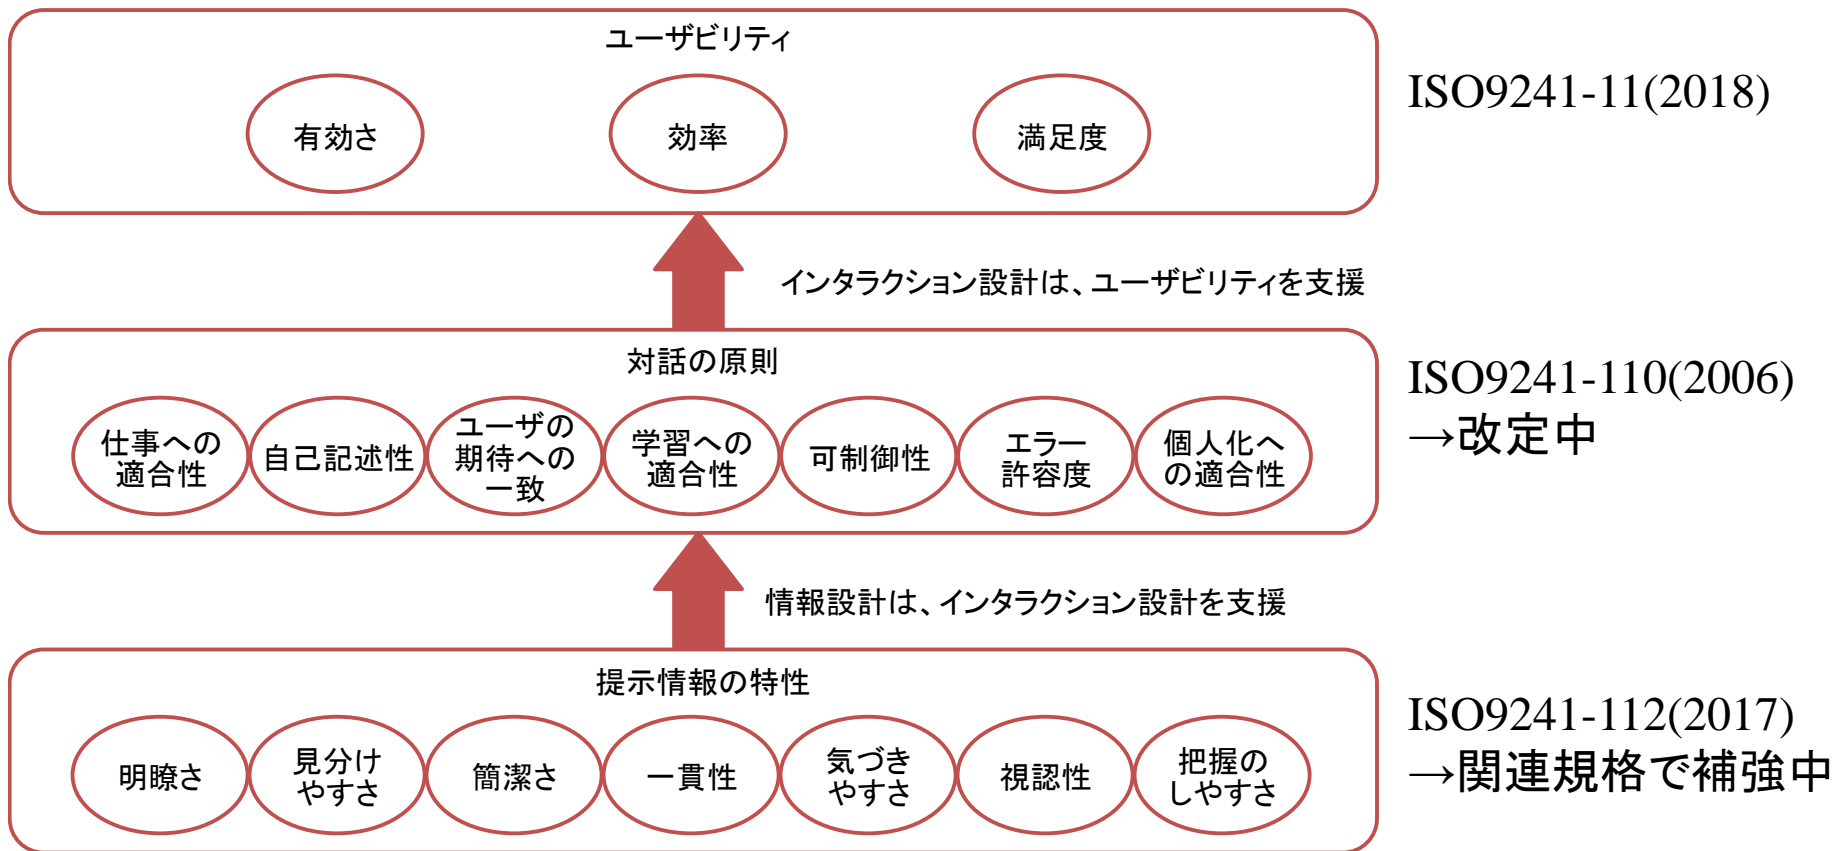 ユーザビリティ
有効さ
効率
満足度
ISO9241-11(2018)
インタラクション設計は、ユーザビリティを支援
対話の原則
仕事への
適合性
自己記述性
ユーザの
期待への
一致
学習への
適合性
可制御性
エラー
許容度
個人化へ
の適合性
ISO9241-110(2006)
→改定中
情報設計は、インタラクション設計を支援
提示情報の特性
明瞭さ
見分け
やすさ
簡潔さ
一貫性
気づき
やすさ
視認性
把握の
しやすさ
ISO9241-112(2017)
→関連規格で補強中